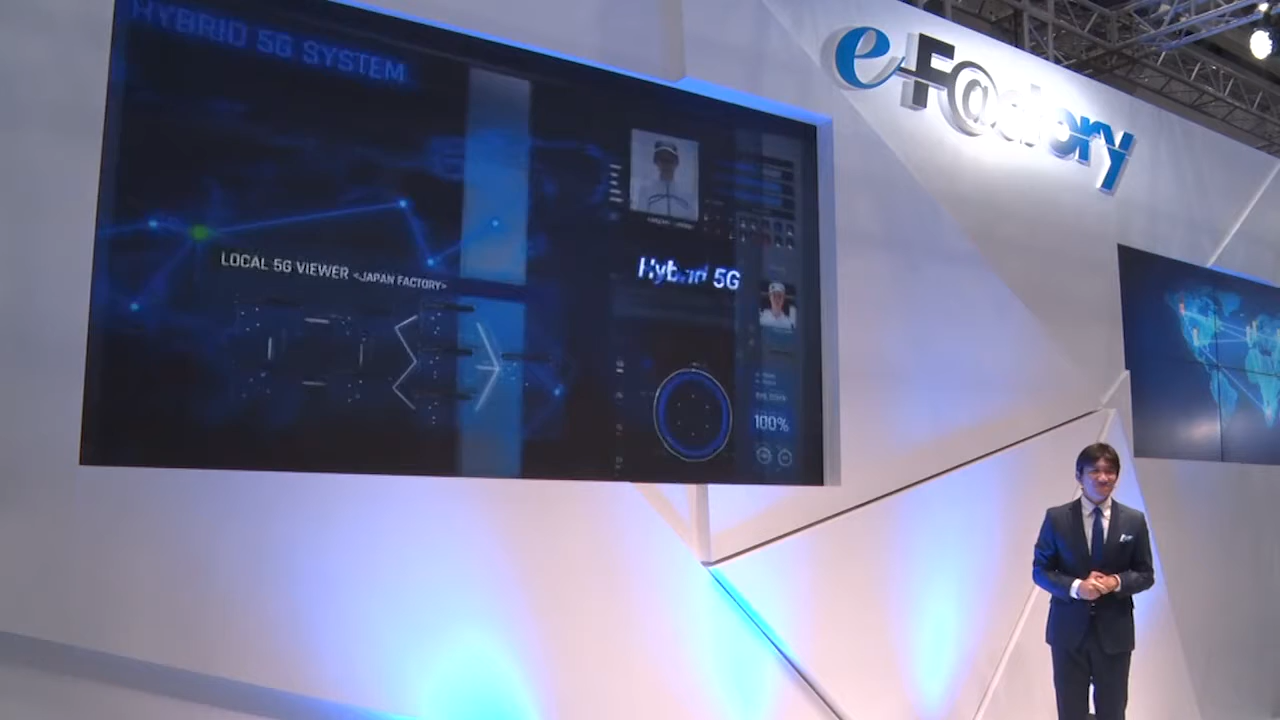 HYBRID 5G SYSTEM
e-F@ctory
LOCAL 5G VIEWER <JAPAN FACTORY>
Hybrid 5G
100%